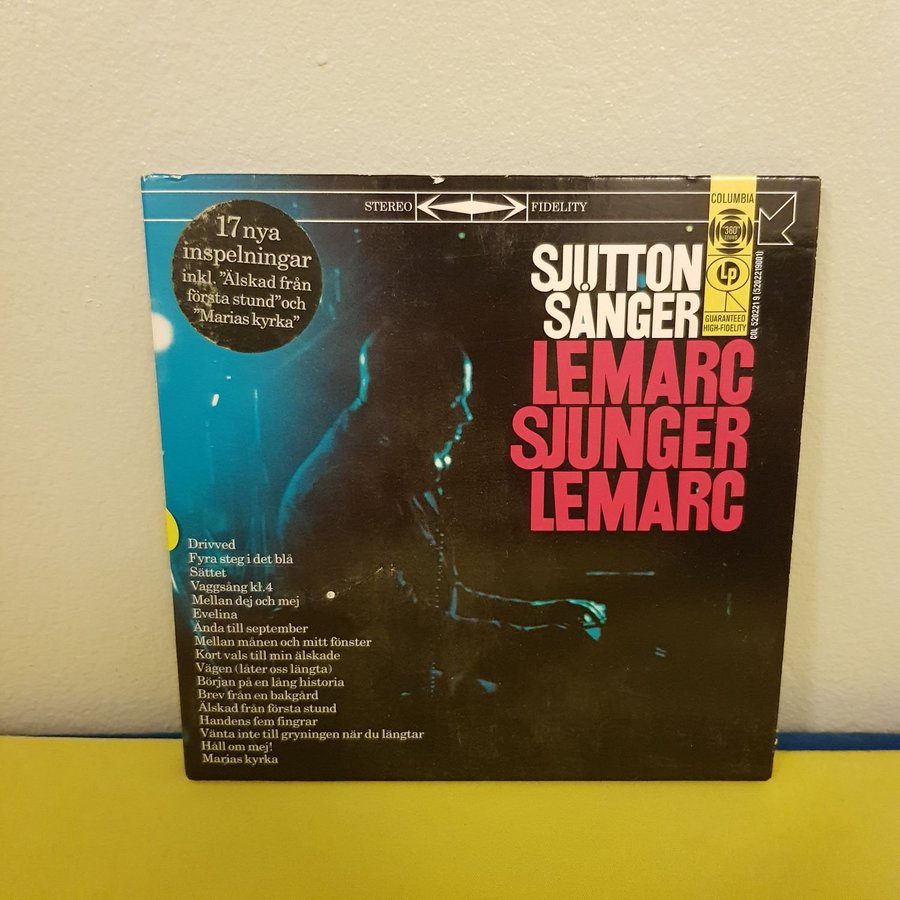 STEREO FIDELITY
COLUMBIA
"360"
SOUND
LP
GUARANTEED
HIGH-FIDELITY
COL 5202219 (5202219001)
17 nya
inspelningar
inkl. "Älskad från
första stund" och
"Marias kyrka"
SJUTTON
SÅNGER
LEMARC
SJUNGER
LEMARC
Drivved
Fyra steg i det blå
Sättet
Vaggsång kl.4
Mellan dej och mej
Evelina
Ända till september
Mellan månen och mitt fönster
Kort vals till min älskade
Vägen (låter oss längta)
Början på en lång historia
Brev från en bakgård
Älskad från första stund
Handens fem fingrar
Vänta inte till gryningen när du längtar
Håll om mej!
Marias kyrka